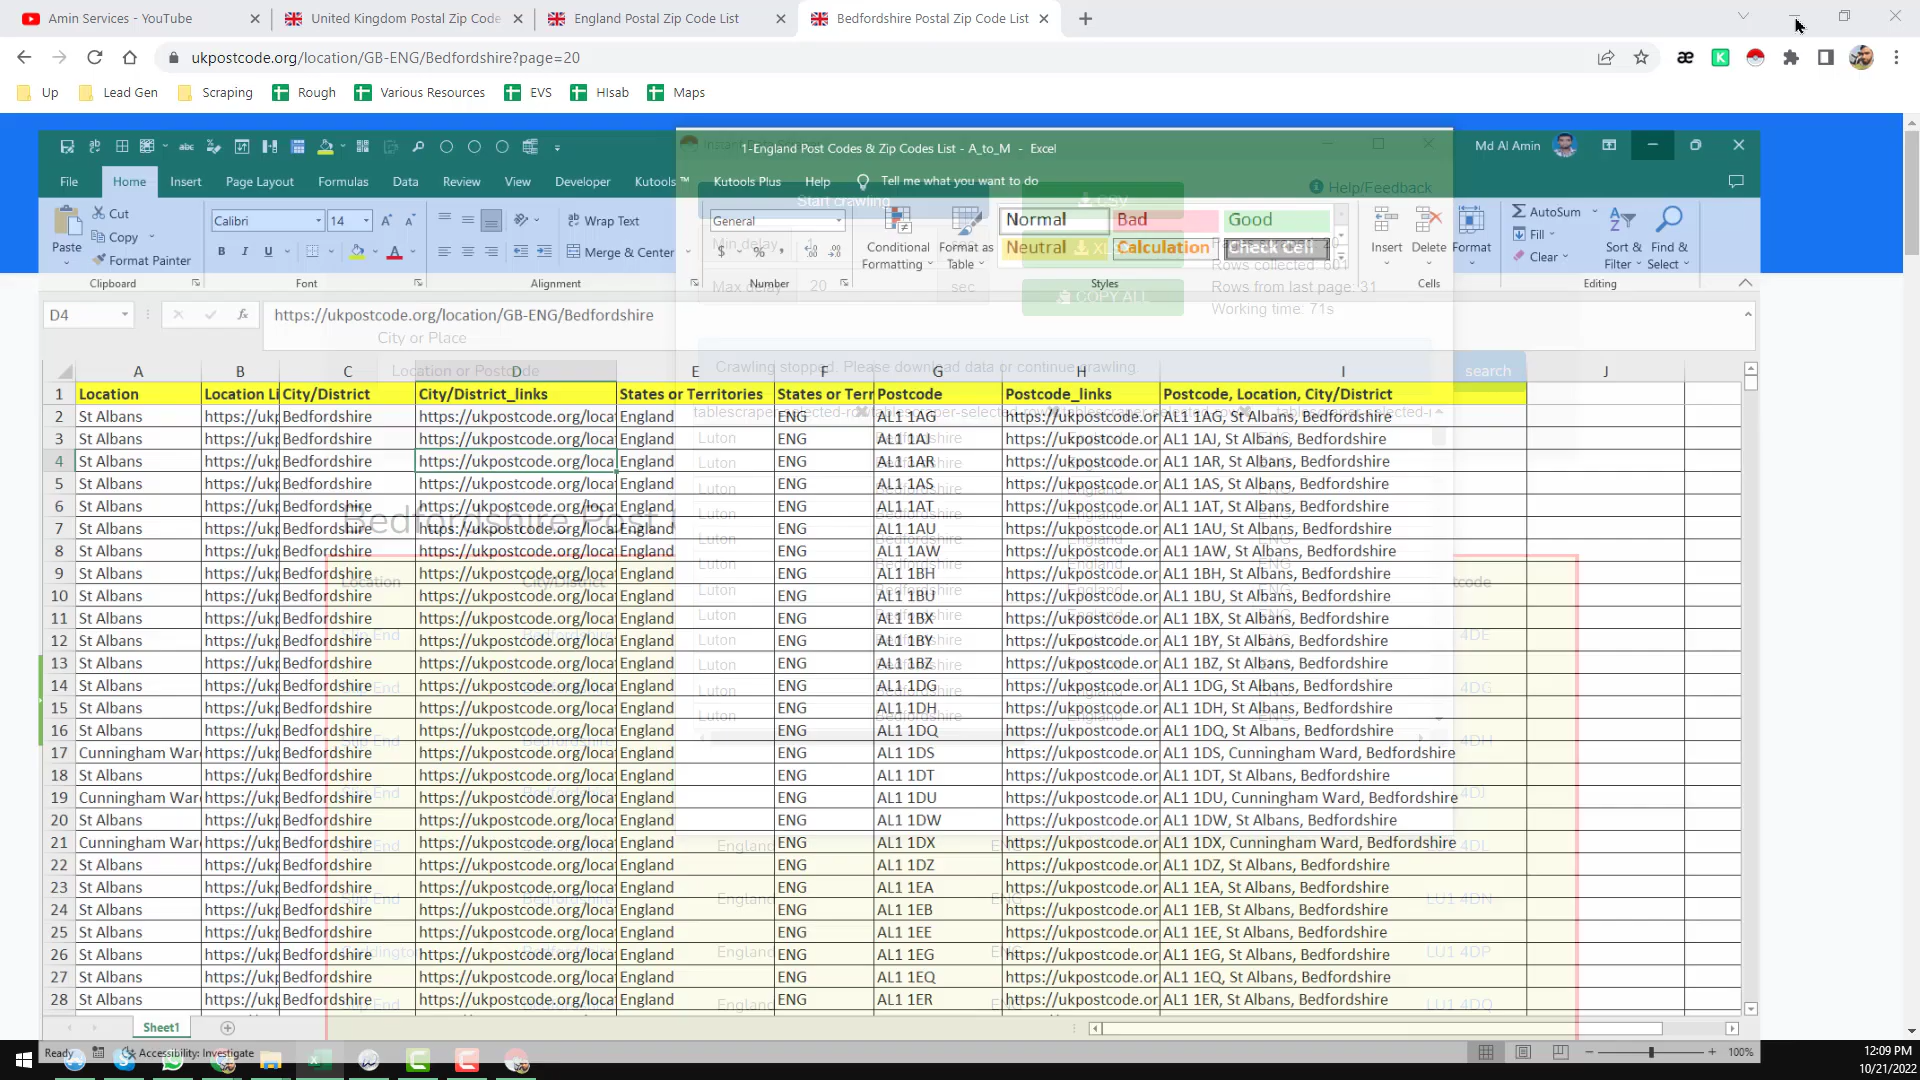 Amin Services - YouTube
United Kingdom Postal Zip Code
England Postal Zip Code List
Bedfordshire Postal Zip Code List
ukpostcode.org/location/GB-ENG/Bedfordshire?page=20
Up
Lead Gen
Scraping
Rough
Various Resources
EVS
HIsab
Maps
1-England Post Codes & Zip Codes List - A_to_M - Excel
Md Al Amin
File
Home
Insert
Page Layout
Formulas
Data
Review
View
Developer
Kutools ™
Kutools Plus
Help
Tell me what you want to do
Help/Feedback
Start crawling
CSV
Paste
Cut
Copy
Format Painter
Calibri
14
B I U
Wrap Text
Merge & Center
General
$ % ,
Conditional Formatting
Format as Table
Normal
Bad
Good
Neutral
Calculation
Check Cell
Insert
Delete
Format
AutoSum
Fill
Clear
Sort & Filter
Find & Select
Min delay 1
Max delay 20 sec
COPY ALL
Rows collected: 601
Rows from last page: 31
Working time: 71s
Clipboard
Font
Alignment
Number
Styles
Cells
Editing
D4
fx
https://ukpostcode.org/location/GB-ENG/Bedfordshire
City or Place
Location or Postcode
Crawling stopped. Please download data or continue crawling.
search
A B C D E F G H I J
1 Location Location Li City/District City/District_links States or Territories States or Terr Postcode Postcode_links Postcode, Location, City/District
2 St Albans https://ukp Bedfordshire https://ukpostcode.org/loca England ENG AL1 1AG https://ukpostcode.or AL1 1AG, St Albans, Bedfordshire
3 St Albans https://ukp Bedfordshire https://ukpostcode.org/loca England ENG AL1 1AJ https://ukpostcode.or AL1 1AJ, St Albans, Bedfordshire
4 St Albans https://ukp Bedfordshire https://ukpostcode.org/loca England ENG AL1 1AR https://ukpostcode.or AL1 1AR, St Albans, Bedfordshire
5 St Albans https://ukp Bedfordshire https://ukpostcode.org/loca England ENG AL1 1AS https://ukpostcode.or AL1 1AS, St Albans, Bedfordshire
6 St Albans https://ukp Bedfordshire https://ukpostcode.org/loca England ENG AL1 1AT https://ukpostcode.or AL1 1AT, St Albans, Bedfordshire
7 St Albans https://ukp Bedfordshire https://ukpostcode.org/loca England ENG AL1 1AU https://ukpostcode.or AL1 1AU, St Albans, Bedfordshire
8 St Albans https://ukp Bedfordshire https://ukpostcode.org/loca England ENG AL1 1AW https://ukpostcode.or AL1 1AW, St Albans, Bedfordshire
9 St Albans https://ukp Bedfordshire https://ukpostcode.org/loca England ENG AL1 1BH https://ukpostcode.or AL1 1BH, St Albans, Bedfordshire
10 St Albans https://ukp Bedfordshire https://ukpostcode.org/loca England ENG AL1 1BU https://ukpostcode.or AL1 1BU, St Albans, Bedfordshire
11 St Albans https://ukp Bedfordshire https://ukpostcode.org/loca England ENG AL1 1BX https://ukpostcode.or AL1 1BX, St Albans, Bedfordshire
12 St Albans https://ukp Bedfordshire https://ukpostcode.org/loca England ENG AL1 1BY https://ukpostcode.or AL1 1BY, St Albans, Bedfordshire
13 St Albans https://ukp Bedfordshire https://ukpostcode.org/loca England ENG AL1 1BZ https://ukpostcode.or AL1 1BZ, St Albans, Bedfordshire
14 St Albans https://ukp Bedfordshire https://ukpostcode.org/loca England ENG AL1 1DG https://ukpostcode.or AL1 1DG, St Albans, Bedfordshire
15 St Albans https://ukp Bedfordshire https://ukpostcode.org/loca England ENG AL1 1DH https://ukpostcode.or AL1 1DH, St Albans, Bedfordshire
16 St Albans https://ukp Bedfordshire https://ukpostcode.org/loca England ENG AL1 1DQ https://ukpostcode.or AL1 1DQ, St Albans, Bedfordshire
17 Cunningham Ward https://ukp Bedfordshire https://ukpostcode.org/loca England ENG AL1 1DS https://ukpostcode.or AL1 1DS, Cunningham Ward, Bedfordshire
18 St Albans https://ukp Bedfordshire https://ukpostcode.org/loca England ENG AL1 1DT https://ukpostcode.or AL1 1DT, St Albans, Bedfordshire
19 Cunningham Ward https://ukp Bedfordshire https://ukpostcode.org/loca England ENG AL1 1DU https://ukpostcode.or AL1 1DU, Cunningham Ward, Bedfordshire
20 St Albans https://ukp Bedfordshire https://ukpostcode.org/loca England ENG AL1 1DW https://ukpostcode.or AL1 1DW, St Albans, Bedfordshire
21 Cunningham Ward https://ukp Bedfordshire https://ukpostcode.org/loca England ENG AL1 1DX https://ukpostcode.or AL1 1DX, Cunningham Ward, Bedfordshire
22 St Albans https://ukp Bedfordshire https://ukpostcode.org/loca England ENG AL1 1DZ https://ukpostcode.or AL1 1DZ, St Albans, Bedfordshire
23 St Albans https://ukp Bedfordshire https://ukpostcode.org/loca England ENG AL1 1EA https://ukpostcode.or AL1 1EA, St Albans, Bedfordshire
24 St Albans https://ukp Bedfordshire https://ukpostcode.org/loca England ENG AL1 1EB https://ukpostcode.or AL1 1EB, St Albans, Bedfordshire
25 St Albans https://ukp Bedfordshire https://ukpostcode.org/loca England ENG AL1 1EE https://ukpostcode.or AL1 1EE, St Albans, Bedfordshire
26 St Albans https://ukp Bedfordshire https://ukpostcode.org/loca England ENG AL1 1EG https://ukpostcode.or AL1 1EG, St Albans, Bedfordshire
27 St Albans https://ukp Bedfordshire https://ukpostcode.org/loca England ENG AL1 1EQ https://ukpostcode.or AL1 1EQ, St Albans, Bedfordshire
28 St Albans https://ukp Bedfordshire https://ukpostcode.org/loca England ENG AL1 1ER https://ukpostcode.or AL1 1ER, St Albans, Bedfordshire
Sheet1
Ready
Accessibility: Investigate
100%
12:09 PM
10/21/2022